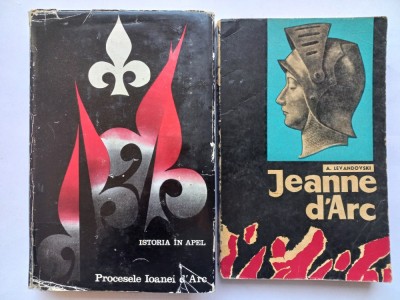 ISTORIA ÎN APEL
Procesele Ioanei d'Arc
A. LEVANDOVSKI
Jeanne
d'Arc